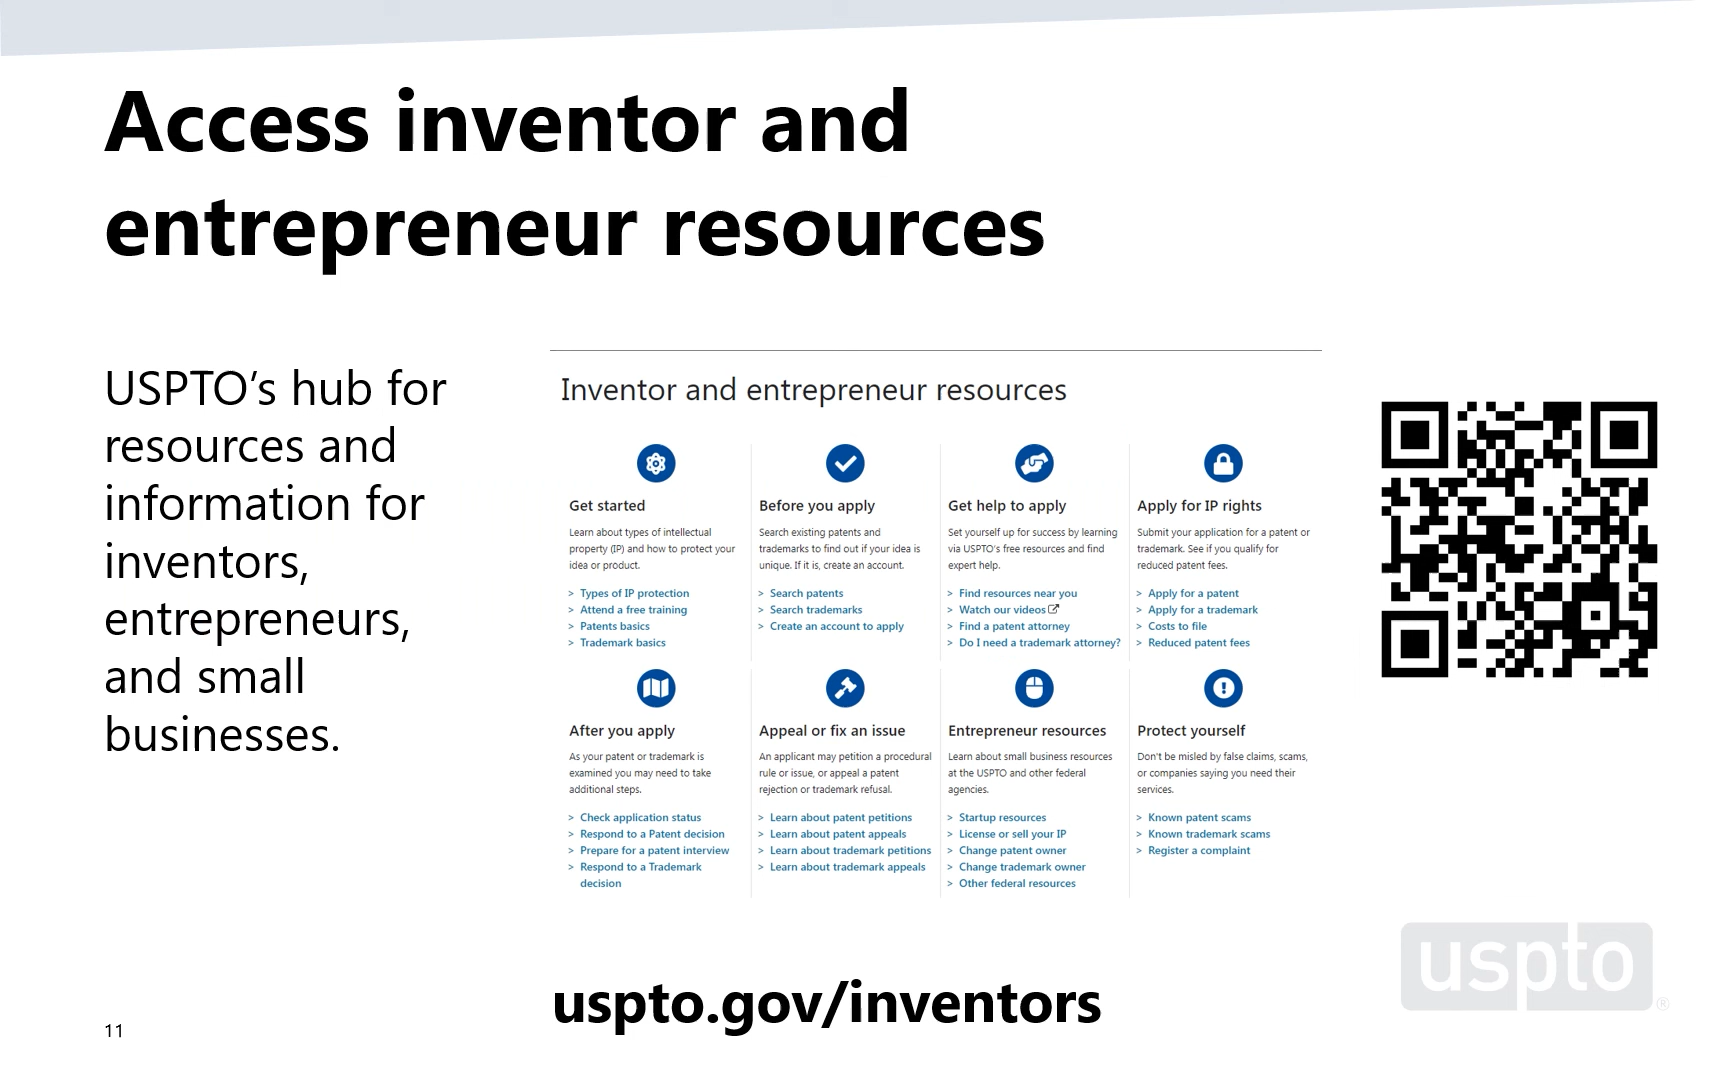 Access inventor and
entrepreneur resources
USPTO’s hub for
resources and
information for
inventors,
entrepreneurs,
and small
businesses.
Inventor and entrepreneur resources
Get started
Learn about types of intellectual
property (IP) and how to protect your
idea or product.
> Types of IP protection
> Attend a free training
> Patents basics
> Trademark basics
Before you apply
Search existing patents and
trademarks to find out if your idea is
unique. If it is, create an account.
> Search patents
> Search trademarks
> Create an account to apply
Get help to apply
Set yourself up for success by learning
via USPTO's free resources and find
expert help.
> Find resources near you
> Watch our videos
> Find a patent attorney
> Do I need a trademark attorney?
Apply for IP rights
Submit your application for a patent or
trademark. See if you qualify for
reduced patent fees.
> Apply for a patent
> Apply for a trademark
> Costs to file
> Reduced patent fees
After you apply
As your patent or trademark is
examined you may need to take
additional steps.
> Check application status
> Respond to a Patent decision
> Prepare for a patent interview
> Respond to a Trademark
decision
Appeal or fix an issue
An applicant may petition a procedural
rule or issue, or appeal a patent
rejection or trademark refusal.
> Learn about patent petitions
> Learn about patent appeals
> Learn about trademark petitions
> Learn about trademark appeals
Entrepreneur resources
Learn about small business resources
at the USPTO and other federal
agencies.
> Startup resources
> License or sell your IP
> Change patent owner
> Change trademark owner
> Other federal resources
Protect yourself
Don't be misled by false claims, scams,
or companies saying you need their
services.
> Known patent scams
> Known trademark scams
> Register a complaint
uspto.gov/inventors
uspto®
11